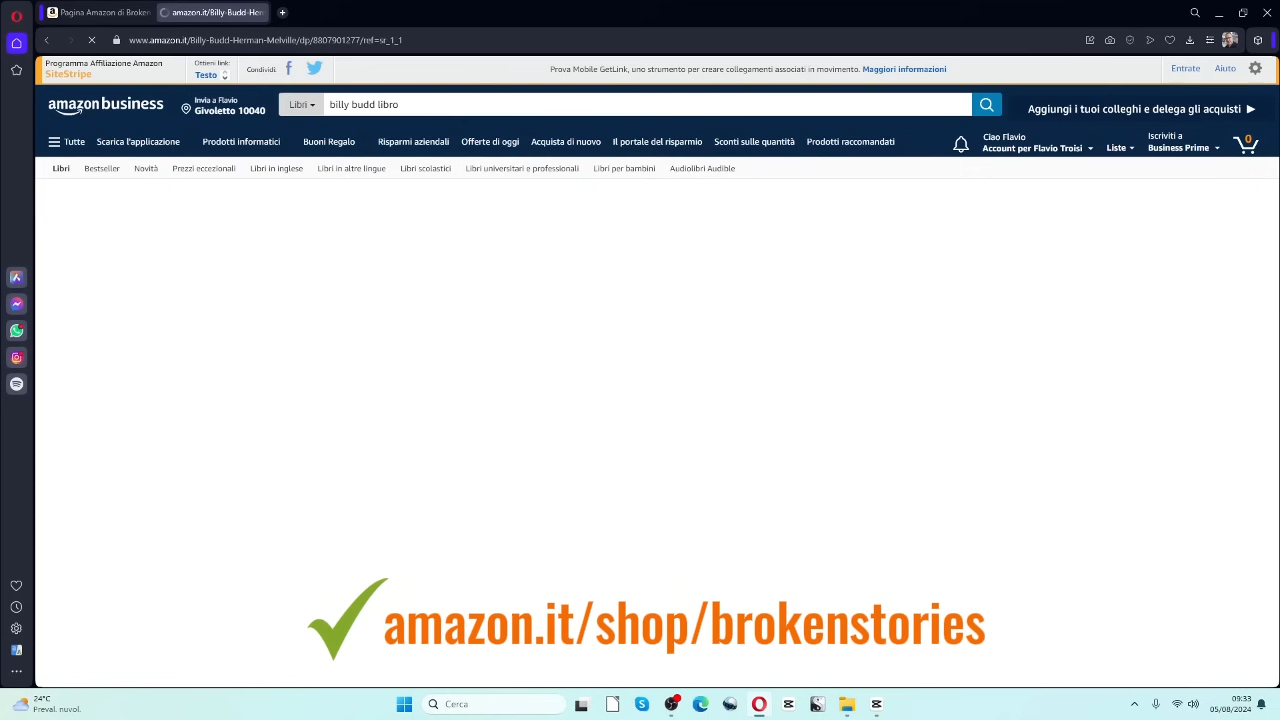 Pagina Amazon di Broken
amazon.it/Billy-Budd-Her
www.amazon.it/Billy-Budd-Herman-Melville/dp/8807901277/ref=sr_1_1
Programma Affiliazione Amazon
SiteStripe
Ottieni link:
Testo
Condividi:
Prova Mobile GetLink, uno strumento per creare collegamenti associati in movimento. Maggiori informazioni
Entrate
Aiuto
amazon business
Invia a Flavio
Givoletto 10040
Libri
billy budd libro
Aggiungi i tuoi colleghi e delega gli acquisti
Tutte
Scarica l'applicazione
Prodotti informatici
Buoni Regalo
Risparmi aziendali
Offerte di oggi
Acquista di nuovo
Il portale del risparmio
Sconti sulle quantità
Prodotti raccomandati
Ciao Flavio
Account per Flavio Troisi
Liste
Iscriviti a
Business Prime
0
Libri
Bestseller
Novità
Prezzi eccezionali
Libri in inglese
Libri in altre lingue
Libri scolastici
Libri universitari e professionali
Libri per bambini
Audiolibri Audible
amazon.it/shop/brokenstories
24°C
Preval. nuvol.
Cerca
09:33
05/08/2024